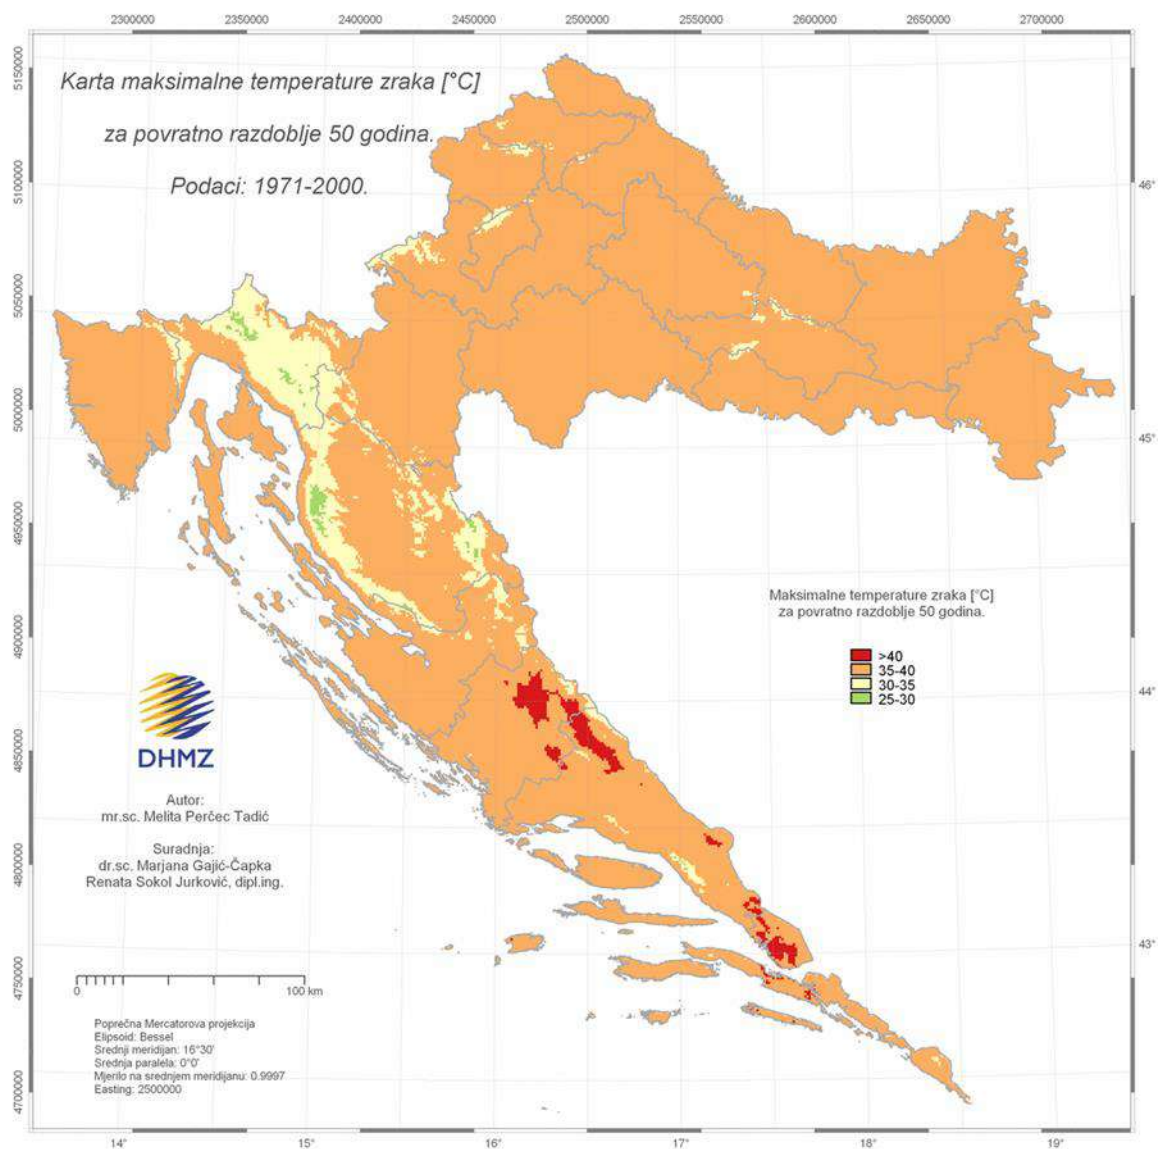 2300000 2350000 2400000 2450000 2500000 2550000 2600000 2650000 2700000
Karta maksimalne temperature zraka [°C]
za povratno razdoblje 50 godina.
Podaci: 1971-2000.
5150000
5100000
5050000
5000000
4950000
4900000
4850000
4800000
4750000
4700000
46°
45°
44°
43°
Maksimalne temperature zraka [°C]
za povratno razdoblje 50 godina.
>40
35-40
30-35
25-30
DHMZ
Autor:
mr.sc. Melita Perčec Tadić
Suradnja:
dr.sc. Marjana Gajić-Čapka
Renata Sokol Jurković, dipl.ing.
0 100 km
Poprečna Mercatorova projekcija
Elipsoid: Bessel
Srednji meridijan: 16°30'
Srednja paralela: 0°0'
Mjerilo na srednjem meridijanu: 0.9997
Easting: 2500000
14° 15° 16° 17° 18° 19°